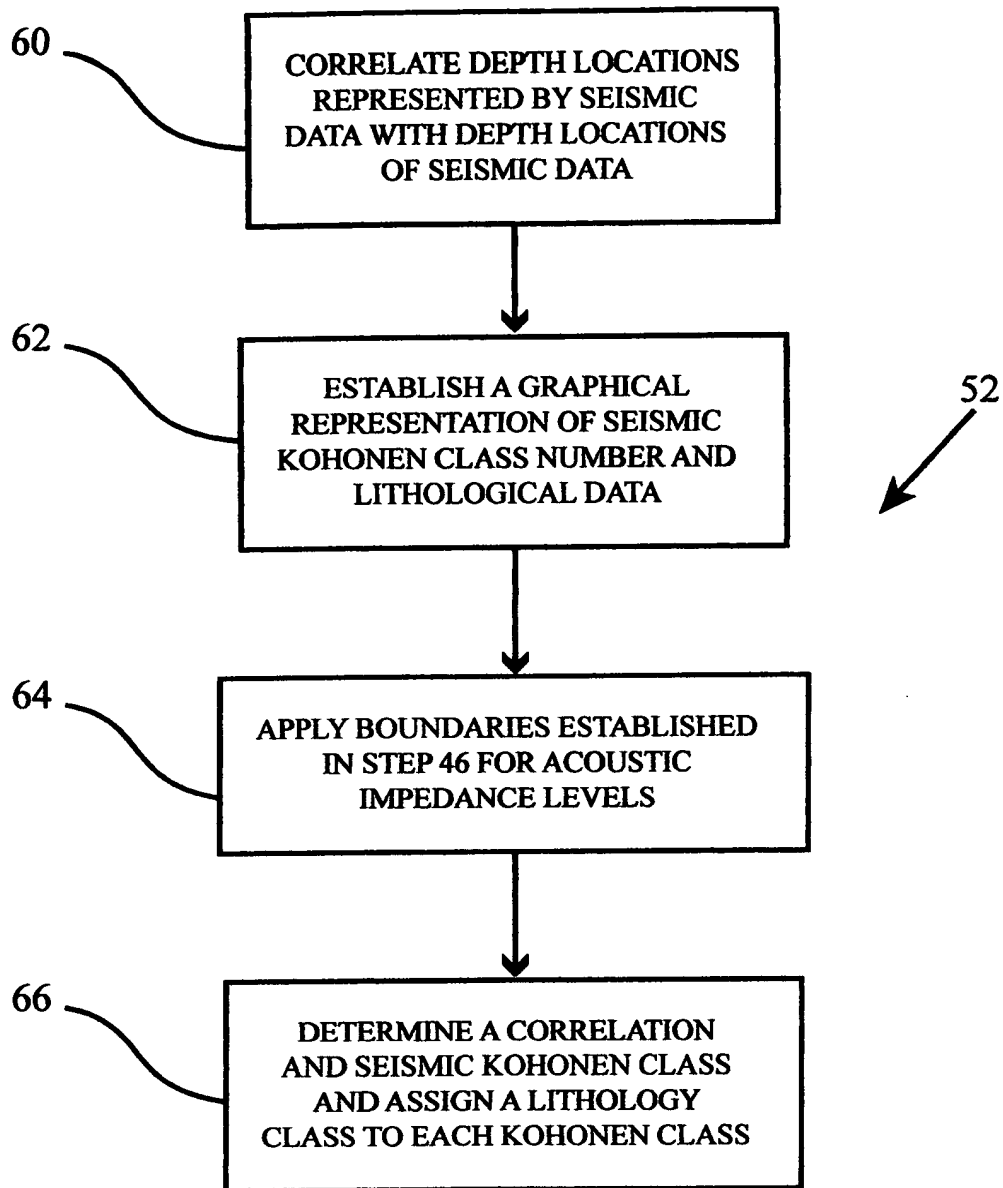 60
CORRELATE DEPTH LOCATIONS
REPRESENTED BY SEISMIC
DATA WITH DEPTH LOCATIONS
OF SEISMIC DATA
62
ESTABLISH A GRAPHICAL
REPRESENTATION OF SEISMIC
KOHONEN CLASS NUMBER AND
LITHOLOGICAL DATA
52
64
APPLY BOUNDARIES ESTABLISHED
IN STEP 46 FOR ACOUSTIC
IMPEDANCE LEVELS
66
DETERMINE A CORRELATION
AND SEISMIC KOHONEN CLASS
AND ASSIGN A LITHOLOGY
CLASS TO EACH KOHONEN CLASS